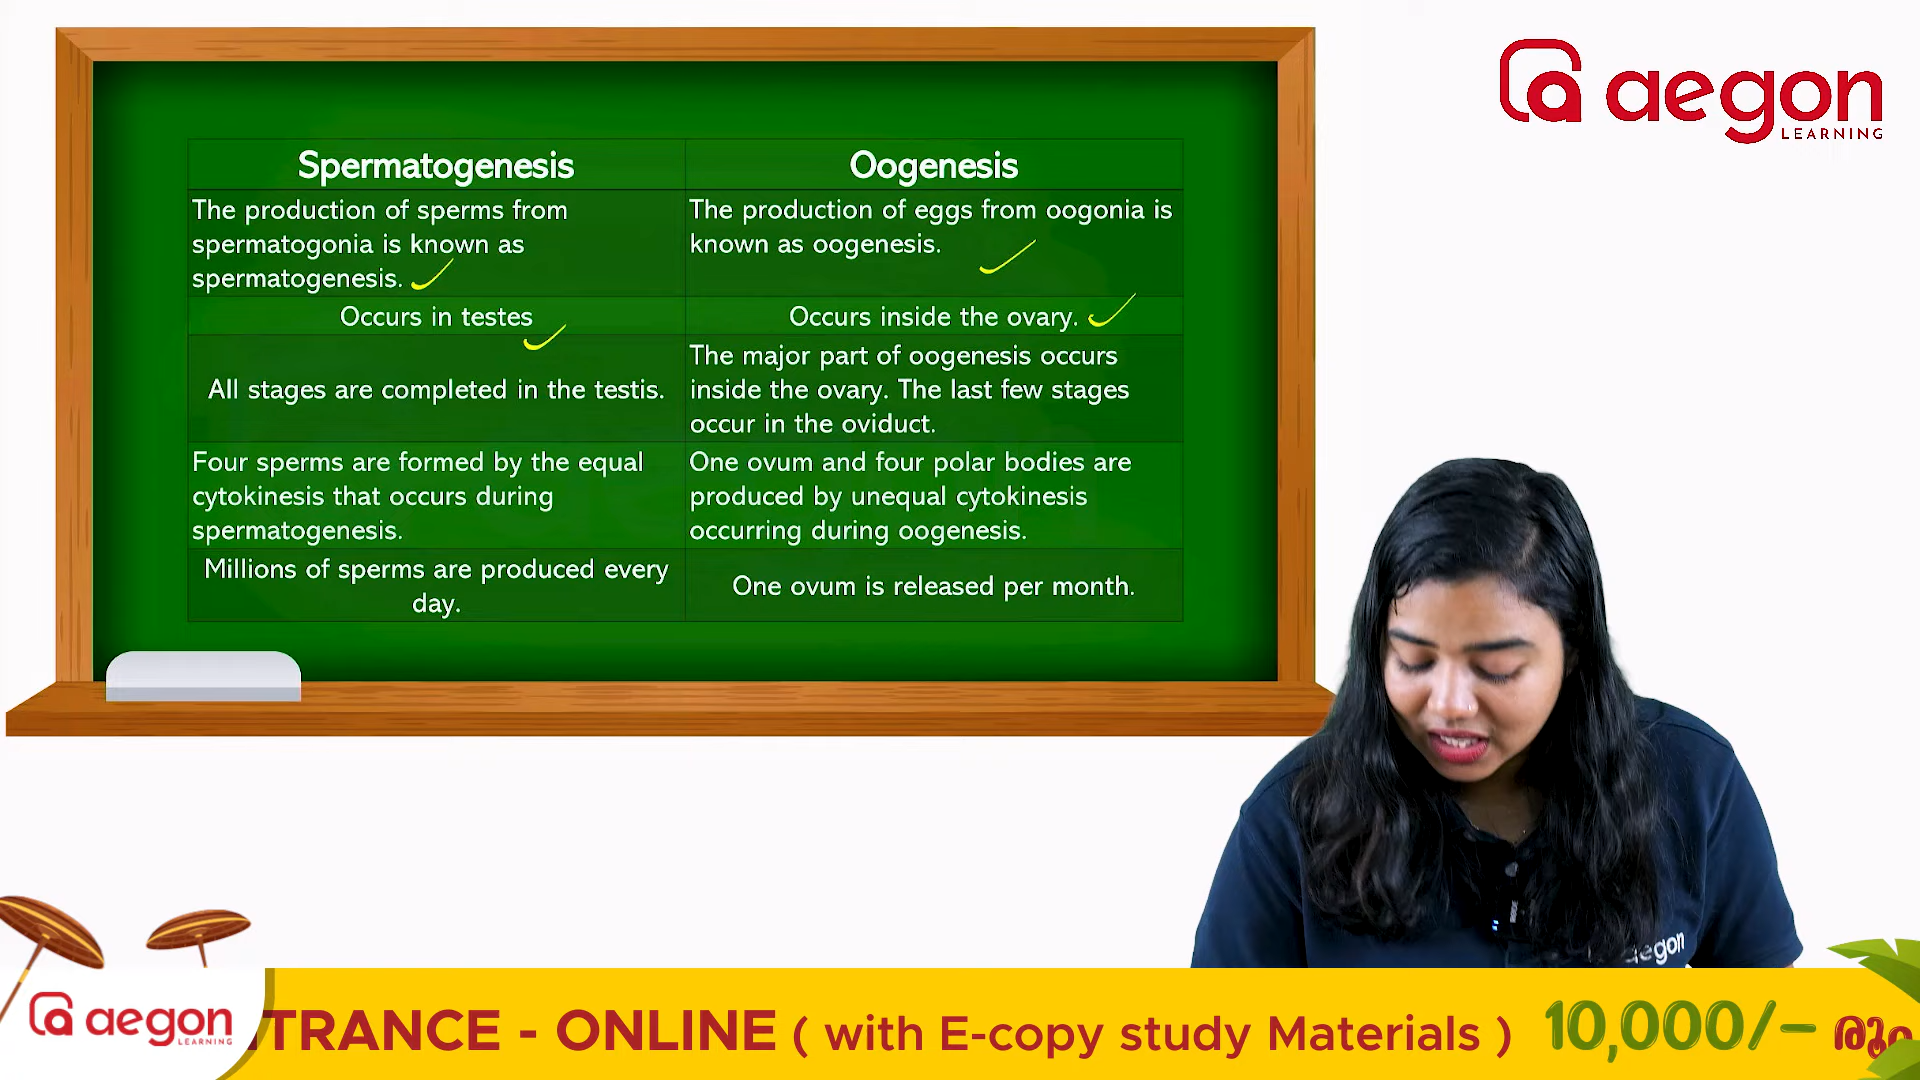 aegon
LEARNING
Spermatogenesis
Oogenesis
The production of sperms from
spermatogonia is known as
spermatogenesis.
The production of eggs from oogonia is
known as oogenesis.
Occurs in testes
Occurs inside the ovary.
All stages are completed in the testis.
The major part of oogenesis occurs
inside the ovary. The last few stages
occur in the oviduct.
Four sperms are formed by the equal
cytokinesis that occurs during
spermatogenesis.
One ovum and four polar bodies are
produced by unequal cytokinesis
occurring during oogenesis.
Millions of sperms are produced every
day.
One ovum is released per month.
aegon
aegon
LEARNING
TRANCE - ONLINE ( with E-copy study Materials ) 10,000/-